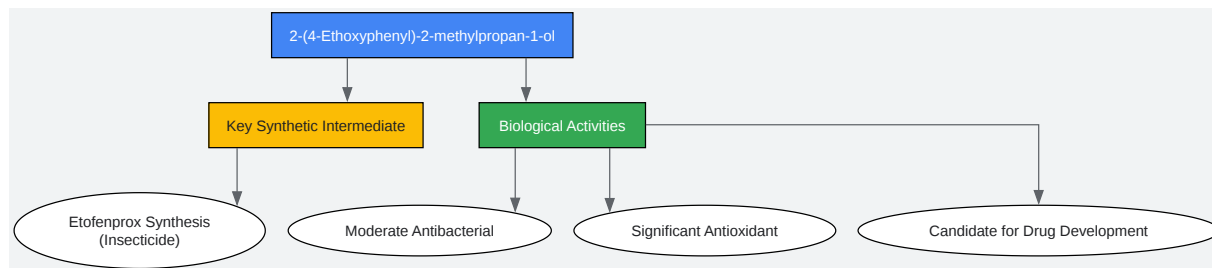 2-(4-Ethoxyphenyl)-2-methylpropan-1-ol
Key Synthetic Intermediate
Biological Activities
Etofenprox Synthesis
(Insecticide)
Moderate Antibacterial
Significant Antioxidant
Candidate for Drug Development